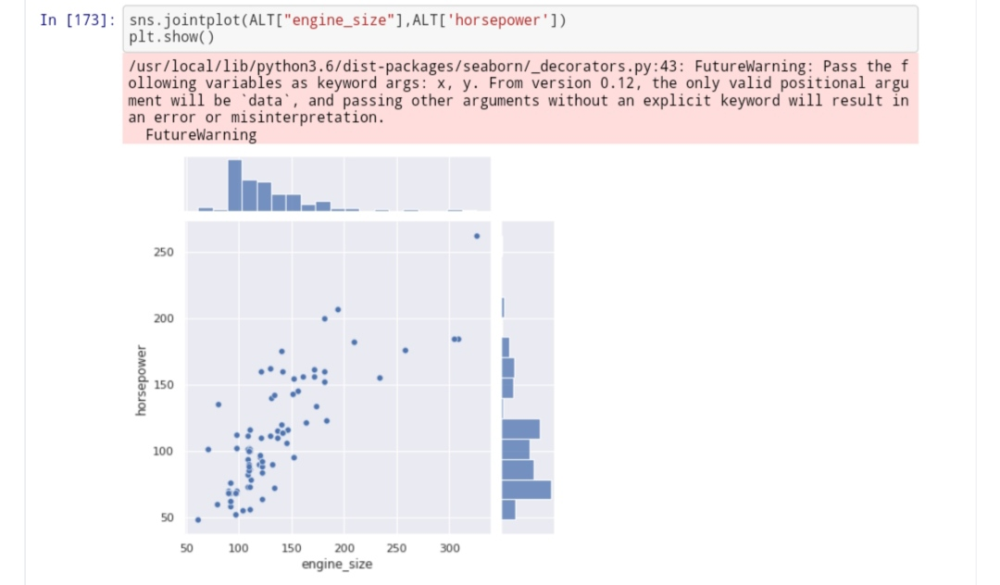 In [173]: sns.jointplot(ALT["engine_size"],ALT['horsepower'])
plt.show()
/usr/local/lib/python3.6/dist-packages/seaborn/_decorators.py:43: FutureWarning: Pass the f
ollowing variables as keyword args: x, y. From version 0.12, the only valid positional argu
ment will be `data`, and passing other arguments without an explicit keyword will result in
an error or misinterpretation.
  FutureWarning
250
200
150
100
50
horsepower
50 100 150 200 250 300
engine_size